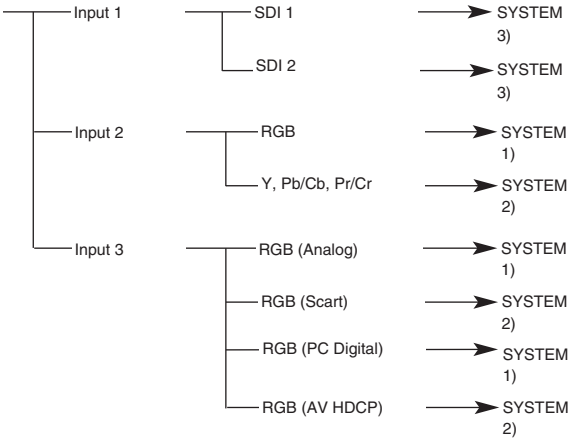 Input 1 SDI 1 SYSTEM
3)
SDI 2 SYSTEM
3)
Input 2 RGB SYSTEM
1)
Y, Pb/Cb, Pr/Cr SYSTEM
2)
Input 3 RGB (Analog) SYSTEM
1)
RGB (Scart) SYSTEM
2)
RGB (PC Digital) SYSTEM
1)
RGB (AV HDCP) SYSTEM
2)